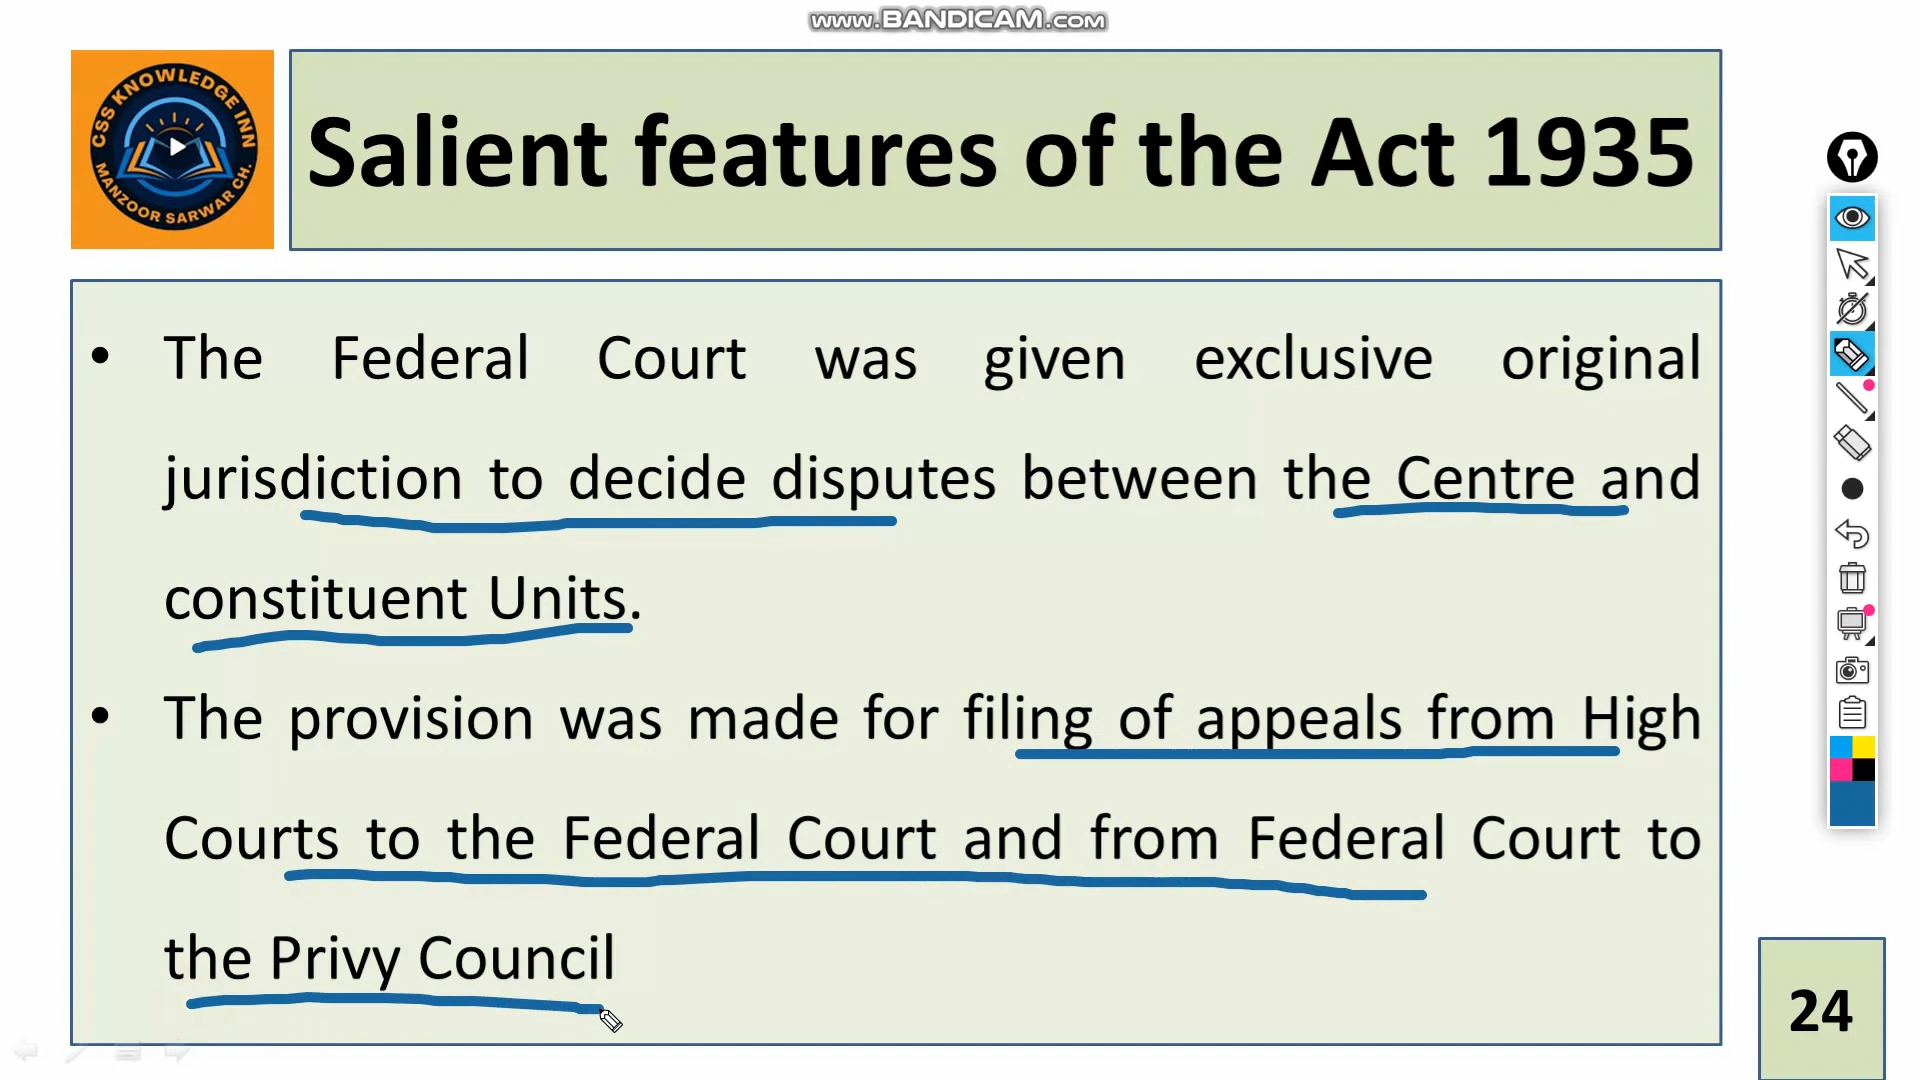 www.BANDICAM.com
CSS KNOWLEDGE INN
MANZOOR SARWAR CH.
Salient features of the Act 1935
• The Federal Court was given exclusive original
jurisdiction to decide disputes between the Centre and
constituent Units.
• The provision was made for filing of appeals from High
Courts to the Federal Court and from Federal Court to
the Privy Council
24